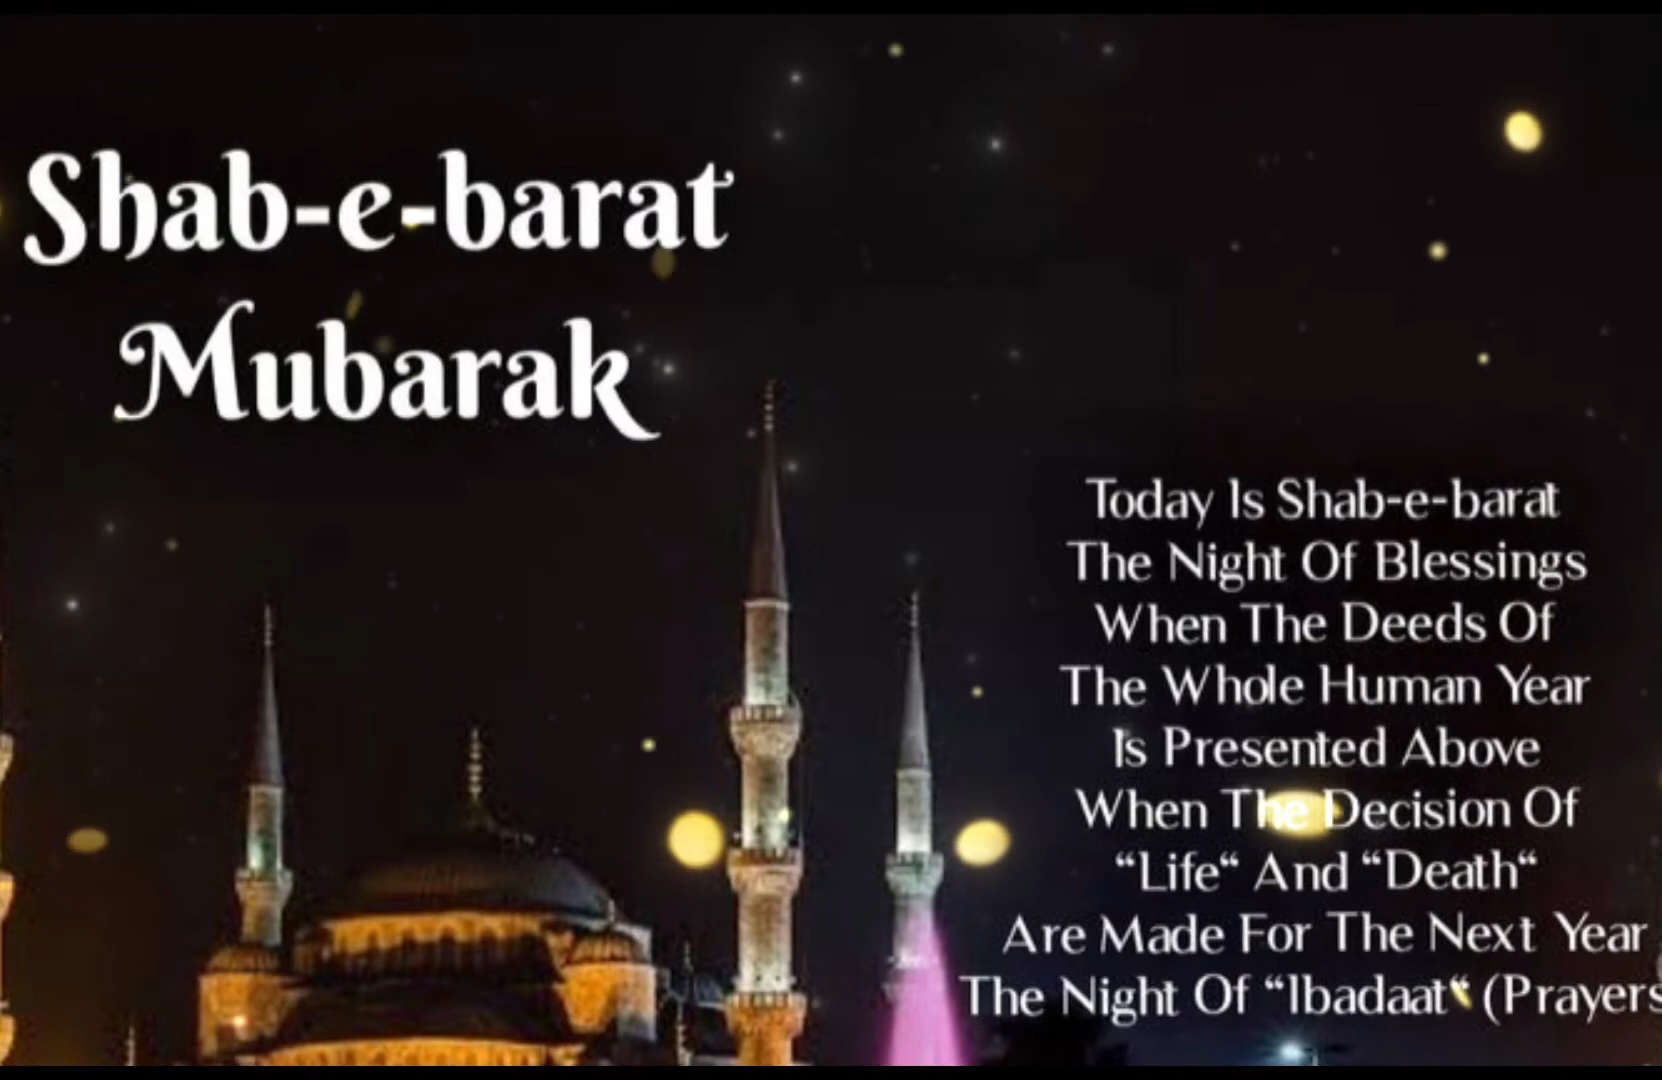 Shab-e-barat
Mubarak
Today Is Shab-e-barat
The Night Of Blessings
When The Deeds Of
The Whole Human Year
Is Presented Above
When The Decision Of
“Life“ And “Death“
Are Made For The Next Year
The Night Of “Ibadaat“ (Prayers